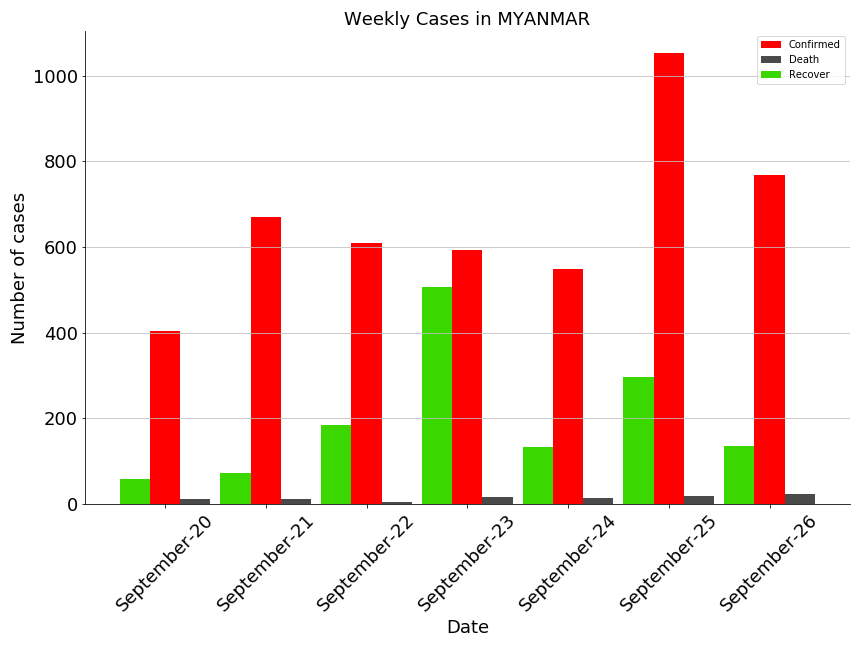 Weekly Cases in MYANMAR
Confirmed
Death
Recover
Number of cases
1000
800
600
400
200
0
September-20
September-21
September-22
September-23
September-24
September-25
September-26
Date